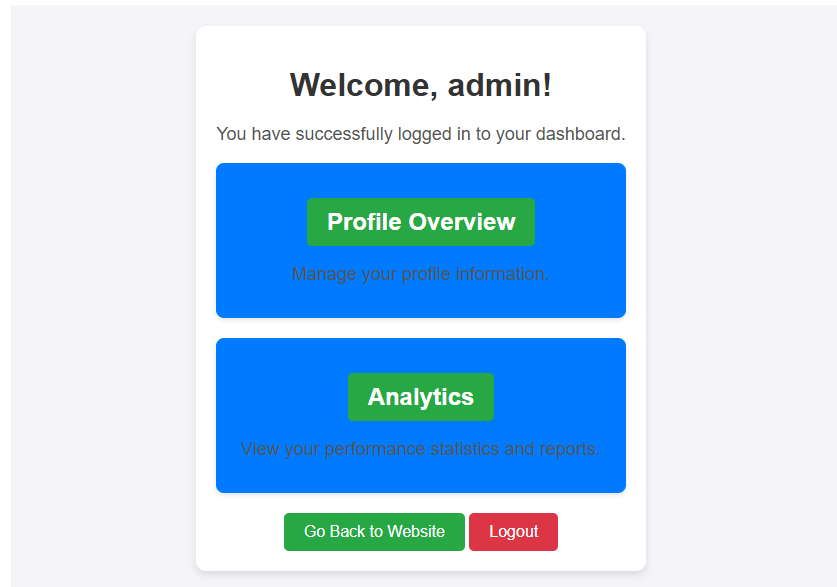 Welcome, admin!
You have successfully logged in to your dashboard.
Profile Overview
Manage your profile information.
Analytics
View your performance statistics and reports.
Go Back to Website
Logout